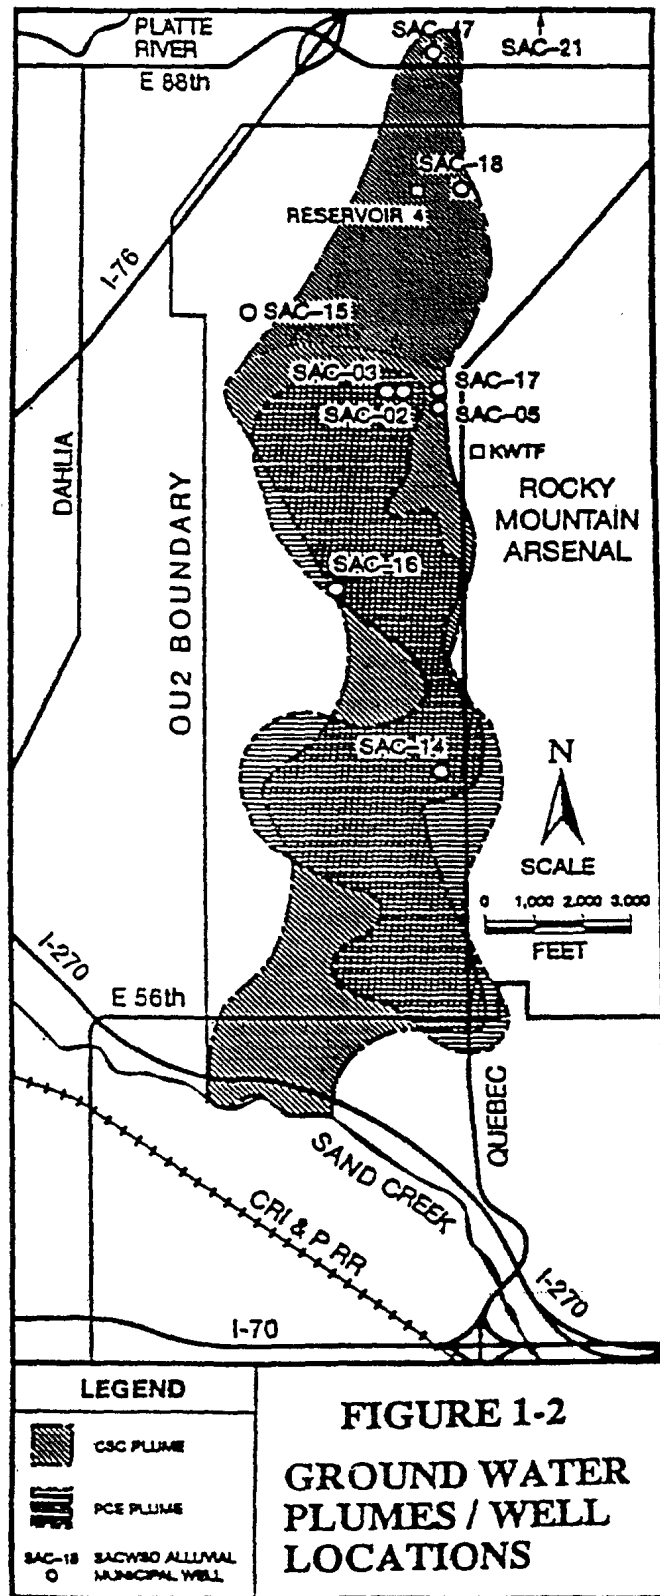 PLATTE
RIVER
SAC-17
SAC-21
E 88th
SAC-18
RESERVOIR 4
I-76
SAC-15
SAC-03
SAC-17
SAC-02
SAC-05
KWTF
DAHLIA
ROCKY
MOUNTAIN
ARSENAL
OU2 BOUNDARY
SAC-16
SAC-14
N
SCALE
0 1,000 2,000 3,000
FEET
I-270
E 56th
QUEBEC
SAND CREEK
CRI & P RR
I-270
I-70
LEGEND
CSC PLUME
PCE PLUME
SAC-18 SACWSD ALLUVIAL
MUNICIPAL WELL
FIGURE 1-2
GROUND WATER
PLUMES / WELL
LOCATIONS